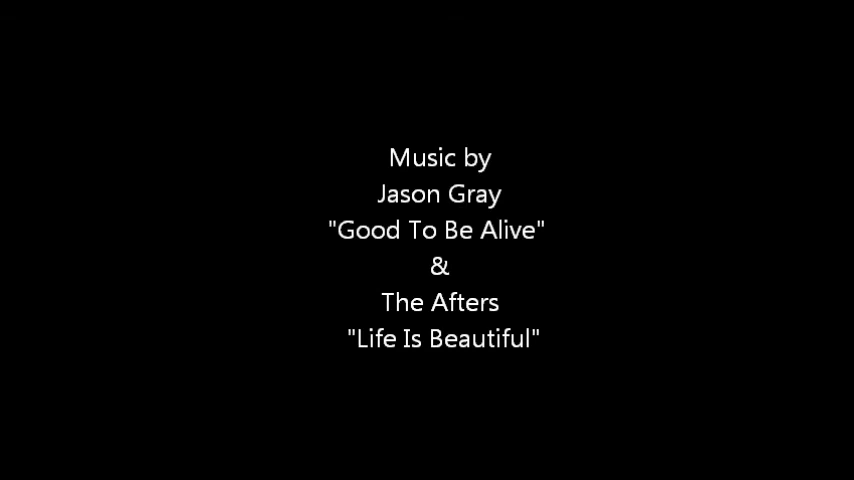 Music by
Jason Gray
"Good To Be Alive"
&
The Afters
"Life Is Beautiful"